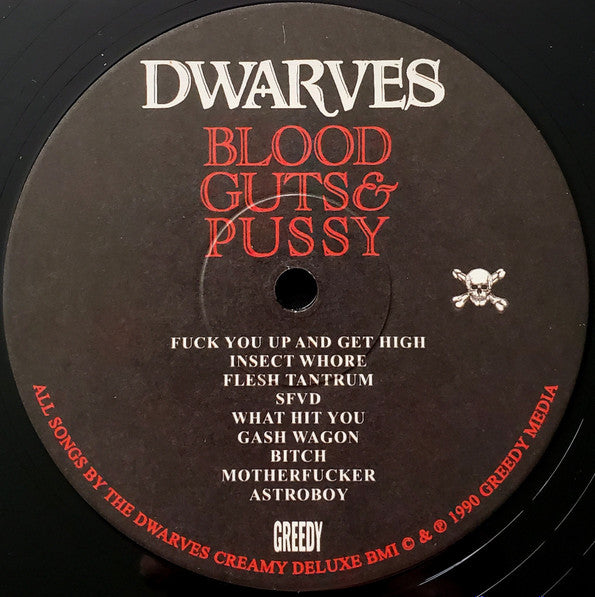 DWARVES
BLOOD
GUTS &
PUSSY
FUCK YOU UP AND GET HIGH
INSECT WHORE
FLESH TANTRUM
SFVD
WHAT HIT YOU
GASH WAGON
BITCH
MOTHERFUCKER
ASTROBOY
GREEDY
ALL SONGS BY THE DWARVES CREAMY DELUXE BMI © & ℗ 1990 GREEDY MEDIA